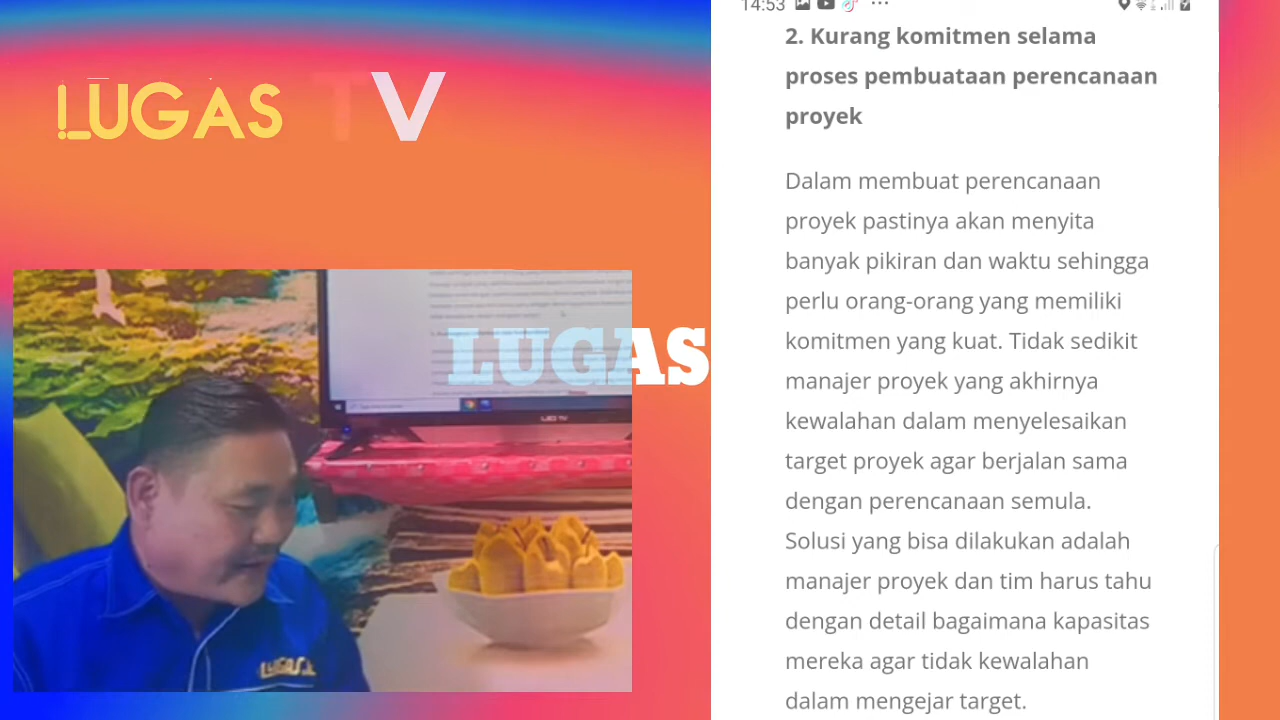 LUGAS TV
LUGAS
LUGAS
14:53
2. Kurang komitmen selama
proses pembuataan perencanaan
proyek
Dalam membuat perencanaan
proyek pastinya akan menyita
banyak pikiran dan waktu sehingga
perlu orang-orang yang memiliki
komitmen yang kuat. Tidak sedikit
manajer proyek yang akhirnya
kewalahan dalam menyelesaikan
target proyek agar berjalan sama
dengan perencanaan semula.
Solusi yang bisa dilakukan adalah
manajer proyek dan tim harus tahu
dengan detail bagaimana kapasitas
mereka agar tidak kewalahan
dalam mengejar target.